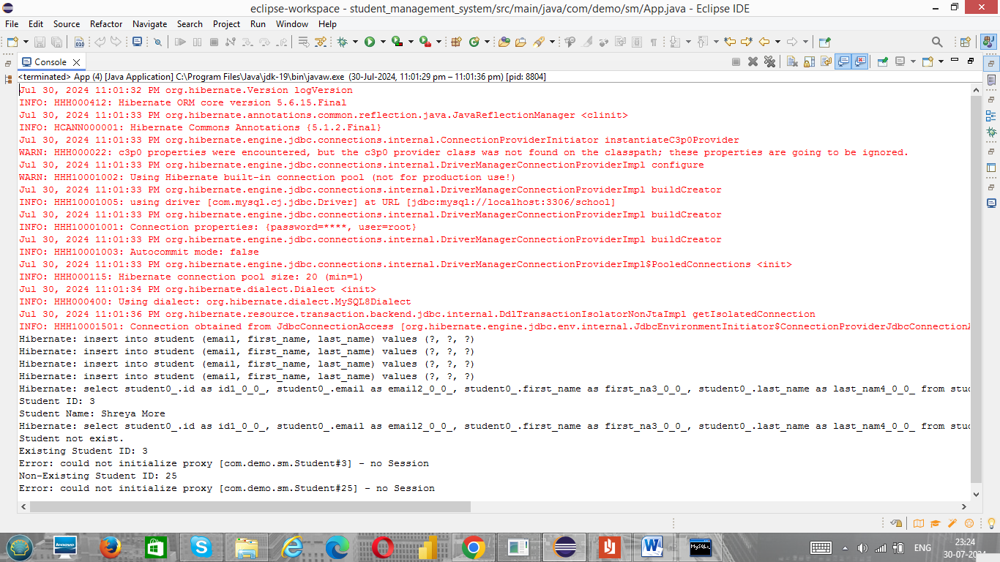 eclipse-workspace - student_management_system/src/main/java/com/demo/sm/App.java - Eclipse IDE
File Edit Source Refactor Navigate Search Project Run Window Help
Console
<terminated> App (4) [Java Application] C:\Program Files\Java\jdk-19\bin\javaw.exe (30-Jul-2024, 11:01:29 pm – 11:01:36 pm) [pid: 8804]
Jul 30, 2024 11:01:32 PM org.hibernate.Version logVersion
INFO: HHH000412: Hibernate ORM core version 5.6.15.Final
Jul 30, 2024 11:01:33 PM org.hibernate.annotations.common.reflection.java.JavaReflectionManager <clinit>
INFO: HCANN000001: Hibernate Commons Annotations {5.1.2.Final}
Jul 30, 2024 11:01:33 PM org.hibernate.engine.jdbc.connections.internal.ConnectionProviderInitiator instantiateC3p0Provider
WARN: HHH000022: c3p0 properties were encountered, but the c3p0 provider class was not found on the classpath; these properties are going to be ignored.
Jul 30, 2024 11:01:33 PM org.hibernate.engine.jdbc.connections.internal.DriverManagerConnectionProviderImpl configure
WARN: HHH10001002: Using Hibernate built-in connection pool (not for production use!)
Jul 30, 2024 11:01:33 PM org.hibernate.engine.jdbc.connections.internal.DriverManagerConnectionProviderImpl buildCreator
INFO: HHH10001005: using driver [com.mysql.cj.jdbc.Driver] at URL [jdbc:mysql://localhost:3306/school]
Jul 30, 2024 11:01:33 PM org.hibernate.engine.jdbc.connections.internal.DriverManagerConnectionProviderImpl buildCreator
INFO: HHH10001001: Connection properties: {password=****, user=root}
Jul 30, 2024 11:01:33 PM org.hibernate.engine.jdbc.connections.internal.DriverManagerConnectionProviderImpl buildCreator
INFO: HHH10001003: Autocommit mode: false
Jul 30, 2024 11:01:33 PM org.hibernate.engine.jdbc.connections.internal.DriverManagerConnectionProviderImpl$PooledConnections <init>
INFO: HHH000115: Hibernate connection pool size: 20 (min=1)
Jul 30, 2024 11:01:34 PM org.hibernate.dialect.Dialect <init>
INFO: HHH000400: Using dialect: org.hibernate.dialect.MySQL8Dialect
Jul 30, 2024 11:01:36 PM org.hibernate.resource.transaction.backend.jdbc.internal.DdlTransactionIsolatorNonJtaImpl getIsolatedConnection
INFO: HHH10001501: Connection obtained from JdbcConnectionAccess [org.hibernate.engine.jdbc.env.internal.JdbcEnvironmentInitiator$ConnectionProviderJdbcConnectionA
Hibernate: insert into student (email, first_name, last_name) values (?, ?, ?)
Hibernate: insert into student (email, first_name, last_name) values (?, ?, ?)
Hibernate: insert into student (email, first_name, last_name) values (?, ?, ?)
Hibernate: insert into student (email, first_name, last_name) values (?, ?, ?)
Hibernate: select student0_.id as id1_0_0_, student0_.email as email2_0_0_, student0_.first_name as first_na3_0_0_, student0_.last_name as last_nam4_0_0_ from stud
Student ID: 3
Student Name: Shreya More
Hibernate: select student0_.id as id1_0_0_, student0_.email as email2_0_0_, student0_.first_name as first_na3_0_0_, student0_.last_name as last_nam4_0_0_ from stud
Student not exist.
Existing Student ID: 3
Error: could not initialize proxy [com.demo.sm.Student#3] - no Session
Non-Existing Student ID: 25
Error: could not initialize proxy [com.demo.sm.Student#25] - no Session
lenovo
MySQL
ENG
23:24
30-07-2024